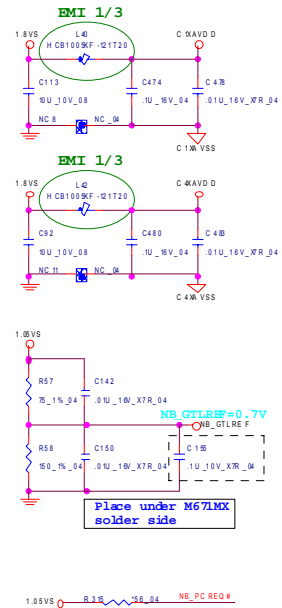 EMI 1/3
1.8VS L40 C1XAVDD
HCB1005KF-121T20
C113 C474 C478
10U_10V_08 .1U_16V_04 .01U_16V_X7R_04
NC8 NC_04
C1XAVSS
EMI 1/3
1.8VS L42 C4XAVDD
HCB1005KF-121T20
C92 C480 C483
10U_10V_08 .1U_16V_04 .01U_16V_X7R_04
NC11 NC_04
C4XAVSS
1.05VS
R57 C142
75_1%_04 .01U_16V_X7R_04
NB_GTLREF=0.7V
NB_GTLREF
R58 C150 C155
150_1%_04 .01U_16V_X7R_04 .1U_10V_X7R_04
Place under M671MX
solder side
1.05VS R315 *56_04 NB_PCREQ#